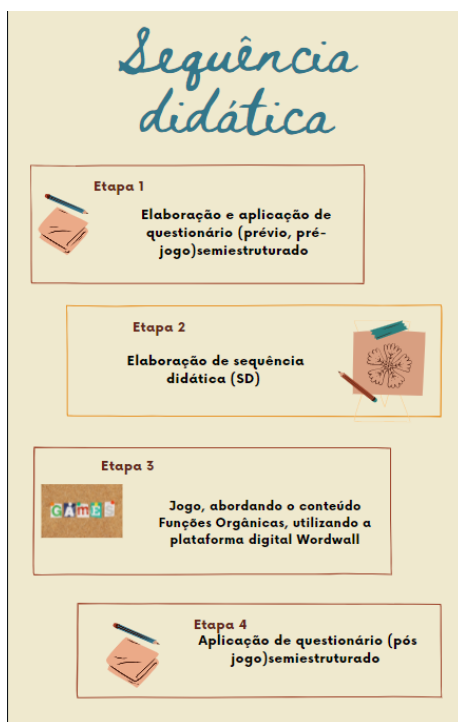 Sequência
didática
Etapa 1
Elaboração e aplicação de
questionário (prévio, pré-
jogo)semiestruturado
Etapa 2
Elaboração de sequência
didática (SD)
Etapa 3
GAMES
Jogo, abordando o conteúdo
Funções Orgânicas, utilizando a
plataforma digital Wordwall
Etapa 4
Aplicação de questionário (pós
jogo)semiestruturado